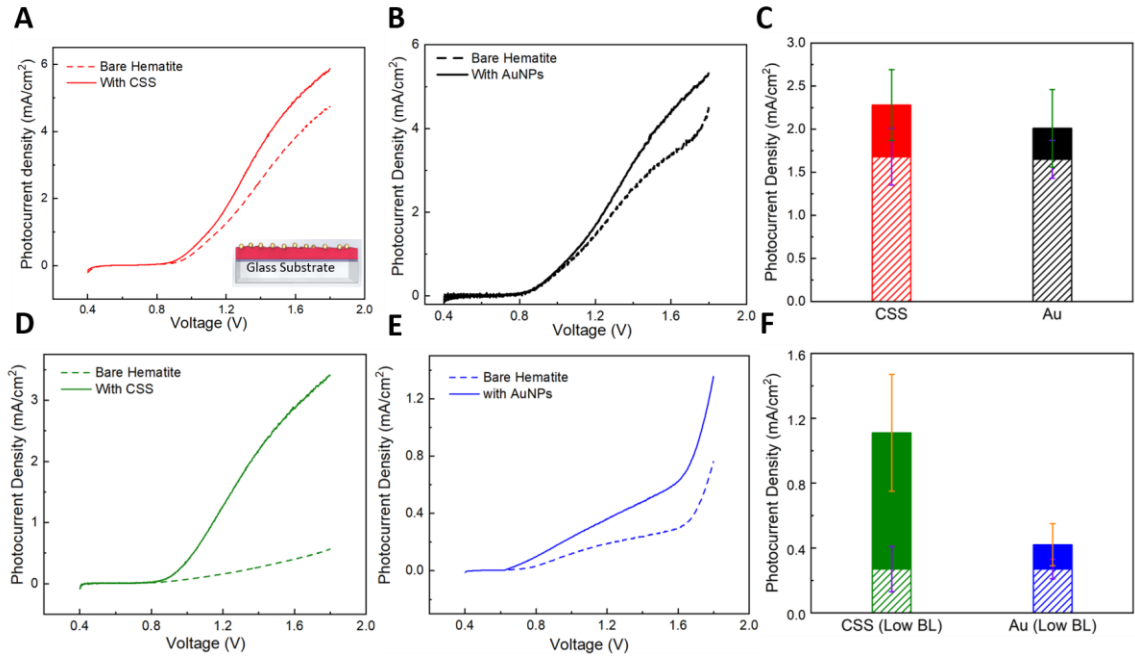 A
Photocurrent density (mA/cm²)
6
4
2
0
Bare Hematite
With CSS
Glass Substrate
0.4 0.8 1.2 1.6 2.0
Voltage (V)
B
Photocurrent Density (mA/cm²)
6
4
2
0
Bare Hematite
With AuNPs
0.4 0.8 1.2 1.6 2.0
Voltage (V)
C
Photocurrent Density (mA/cm²)
3.0
2.5
2.0
1.5
1.0
0.5
0.0
CSS Au
D
Photocurrent Density (mA/cm²)
3
2
1
0
Bare Hematite
With CSS
0.4 0.8 1.2 1.6 2.0
Voltage (V)
E
Photocurrent Density (mA/cm²)
1.2
0.8
0.4
0.0
Bare Hematite
with AuNPs
0.4 0.8 1.2 1.6 2.0
Voltage (V)
F
Photocurrent Density (mA/cm²)
1.6
1.2
0.8
0.4
0.0
CSS (Low BL) Au (Low BL)